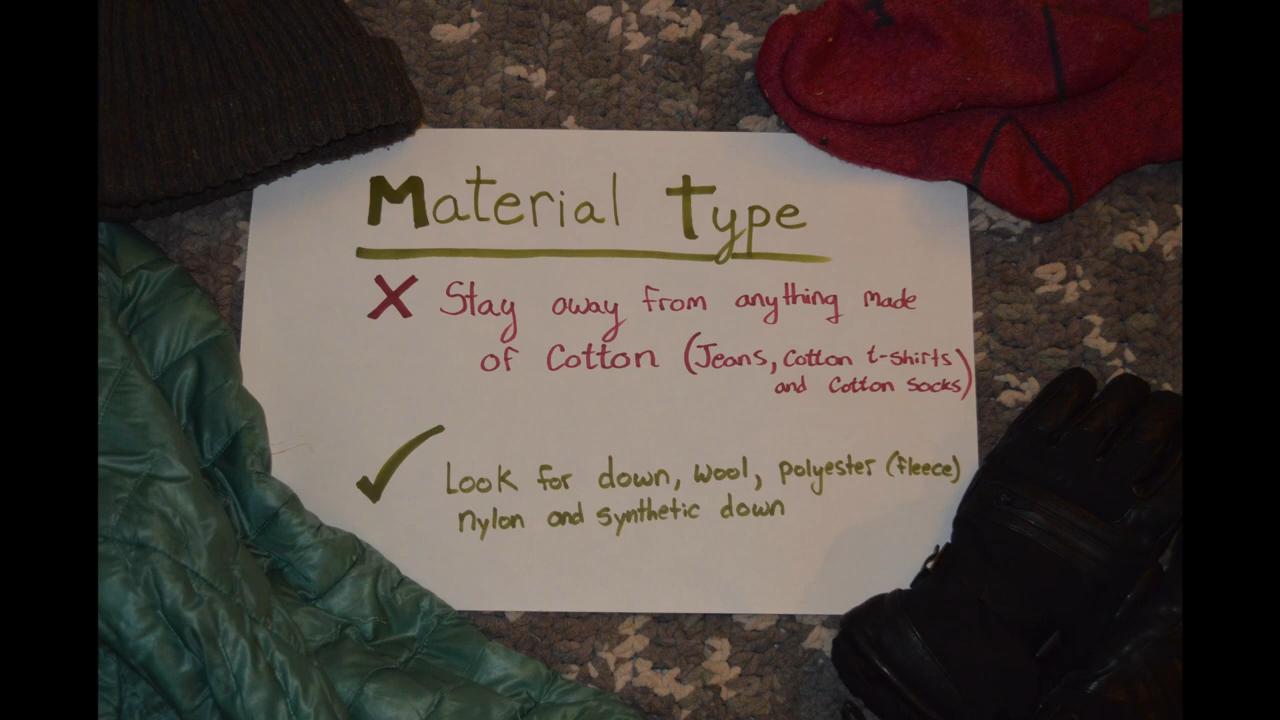 Material Type
X Stay away from anything made
of Cotton (Jeans, Cotton t-shirts
and Cotton Socks)
✓ Look for down, wool, polyester (fleece)
nylon and synthetic down